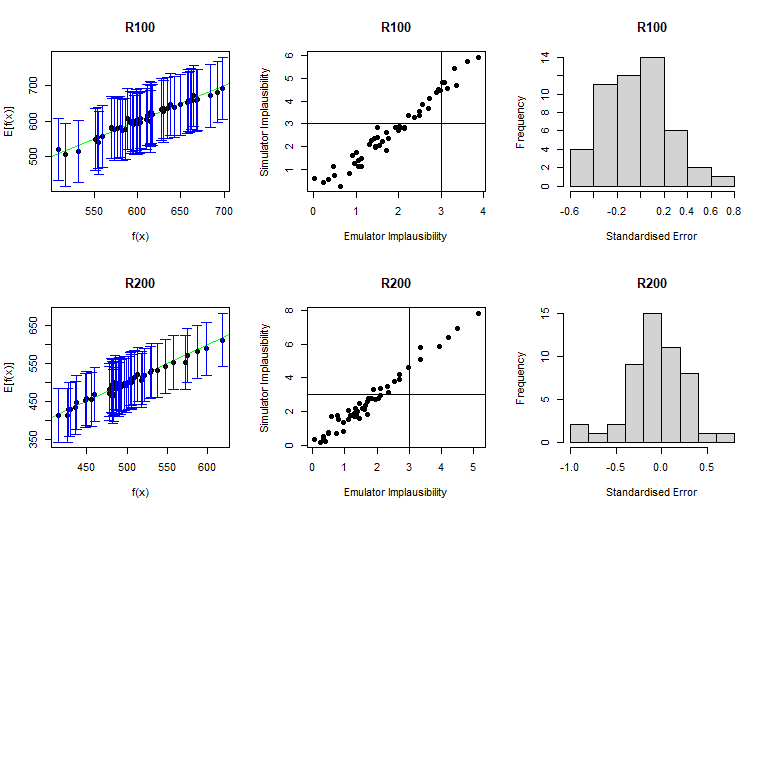 R100
R100
R100
E[f(x)]
500 600 700
550 600 650 700
f(x)
Simulator Implausibility
1 2 3 4 5 6
0 1 2 3 4
Emulator Implausibility
Frequency
0 2 4 6 8 10 14
-0.6 -0.2 0.2 0.4 0.6 0.8
Standardised Error
R200
R200
R200
E[f(x)]
350 450 550 650
450 500 550 600
f(x)
Simulator Implausibility
0 2 4 6 8
0 1 2 3 4 5
Emulator Implausibility
Frequency
0 5 10 15
-1.0 -0.5 0.0 0.5
Standardised Error